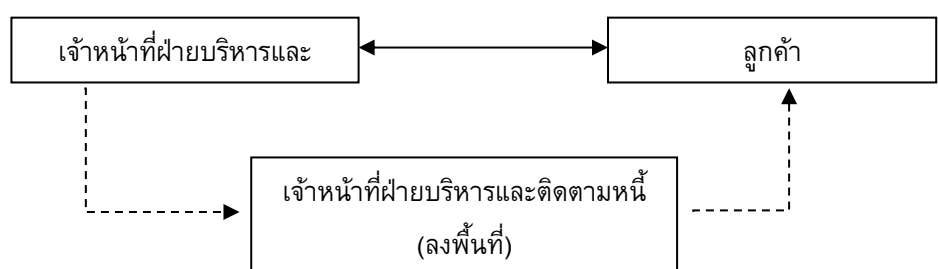 เจ้าหน้าที่ฝ่ายบริหารและ
ลูกค้า
เจ้าหน้าที่ฝ่ายบริหารและติดตามหนี้
(ลงพื้นที่)